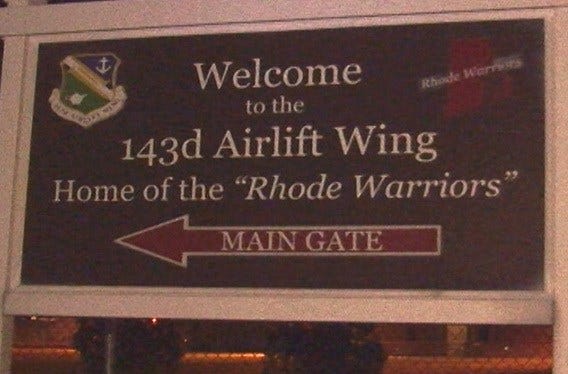 Welcome
to the
143d Airlift Wing
Home of the “Rhode Warriors”
MAIN GATE
Rhode Warriors